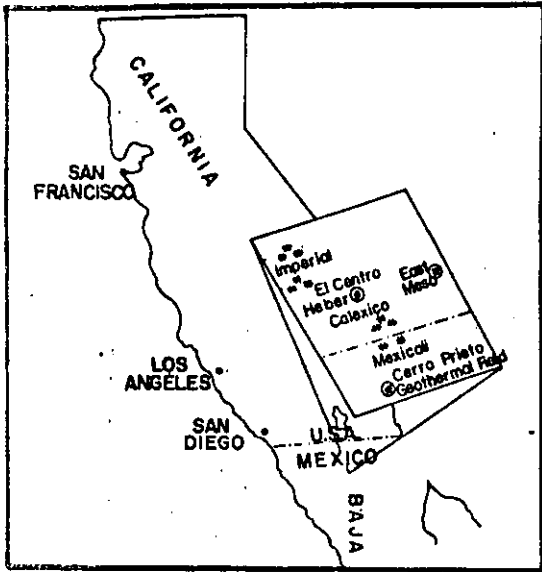 CALIFORNIA
SAN
FRANCISCO
Imperial
El Centro
Heber
East
Mesa
Calexico
Mexicali
Cerro Prieto
Geothermal Field
LOS
ANGELES
SAN
DIEGO
U.S.A.
MEXICO
BAJA